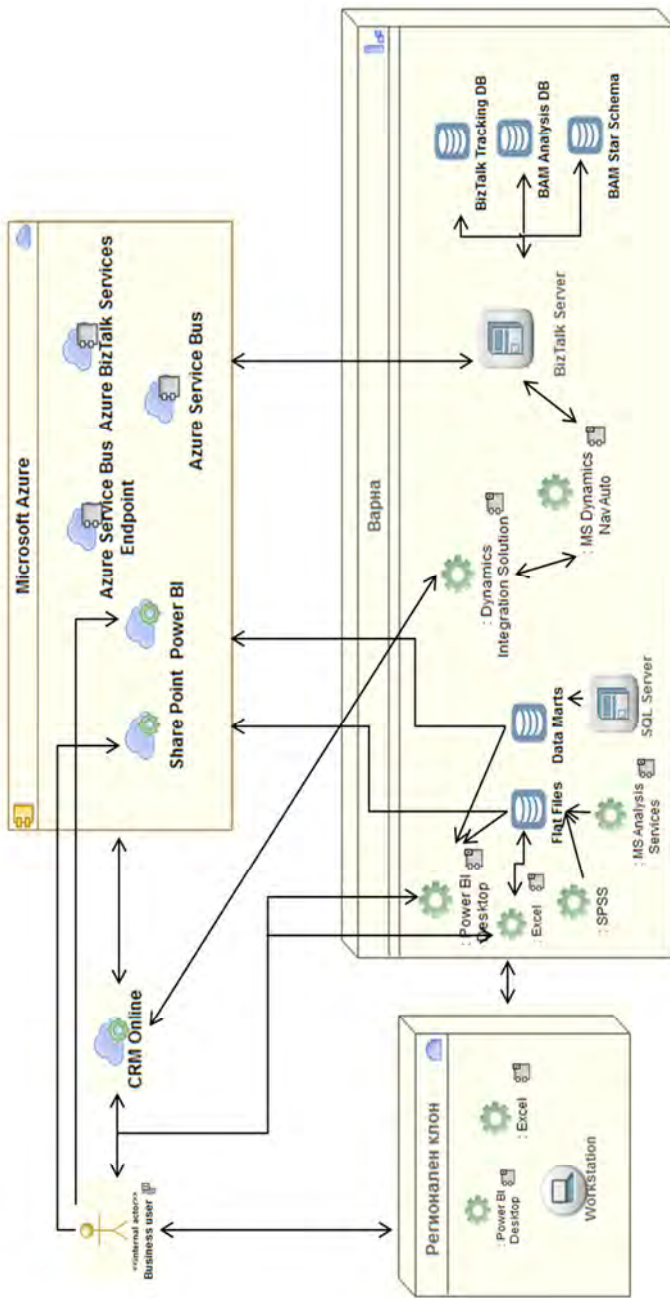 <<internal actor>>
Business user
CRM Online
Microsoft Azure
Share Point
Power BI
Azure Service Bus
Endpoint
Azure BizTalk Services
Azure Service Bus
Регионален клон
: Power BI
Desktop
: Excel
Workstation
Варна
: Power BI
Desktop
: Excel
: SPSS
Flat Files
: MS Analysis
Services
Data Marts
SQL Server
: Dynamics
Integration Solution
: MS Dynamics
Nav Auto
BizTalk Server
BizTalk Tracking DB
BAM Analysis DB
BAM Star Schema